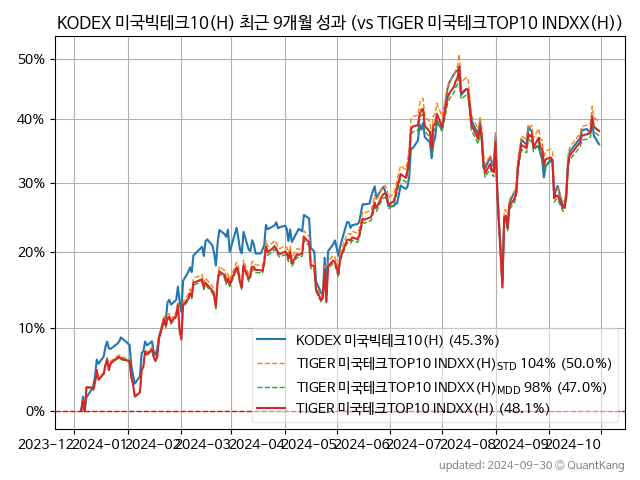 KODEX 미국빅테크10(H) 최근 9개월 성과 (vs TIGER 미국테크TOP10 INDXX(H))
50%
40%
30%
20%
10%
0%
KODEX 미국빅테크10(H) (45.3%)
TIGER 미국테크TOP10 INDXX(H)STD 104% (50.0%)
TIGER 미국테크TOP10 INDXX(H)MDD 98% (47.0%)
TIGER 미국테크TOP10 INDXX(H) (48.1%)
2023-12 2024-01 2024-02 2024-03 2024-04 2024-05 2024-06 2024-07 2024-08 2024-09 2024-10
updated: 2024-09-30 © QuantKang